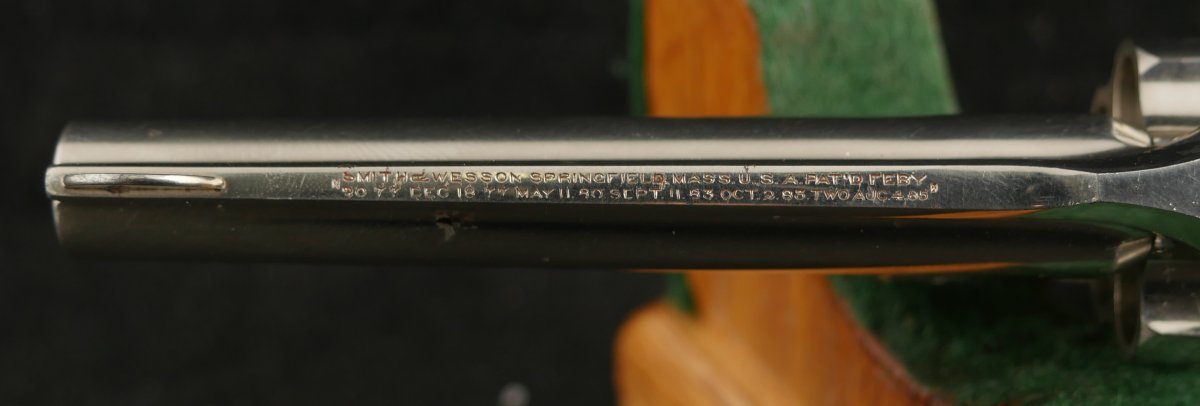 SMITH & WESSON SPRINGFIELD MASS. U.S.A. PAT'D FEBY.
"20. 77. DEC. 18. 77. MAY 11. 80. SEPT. 11. 83. OCT. 2. 83. TWO AUG. 4. 85"